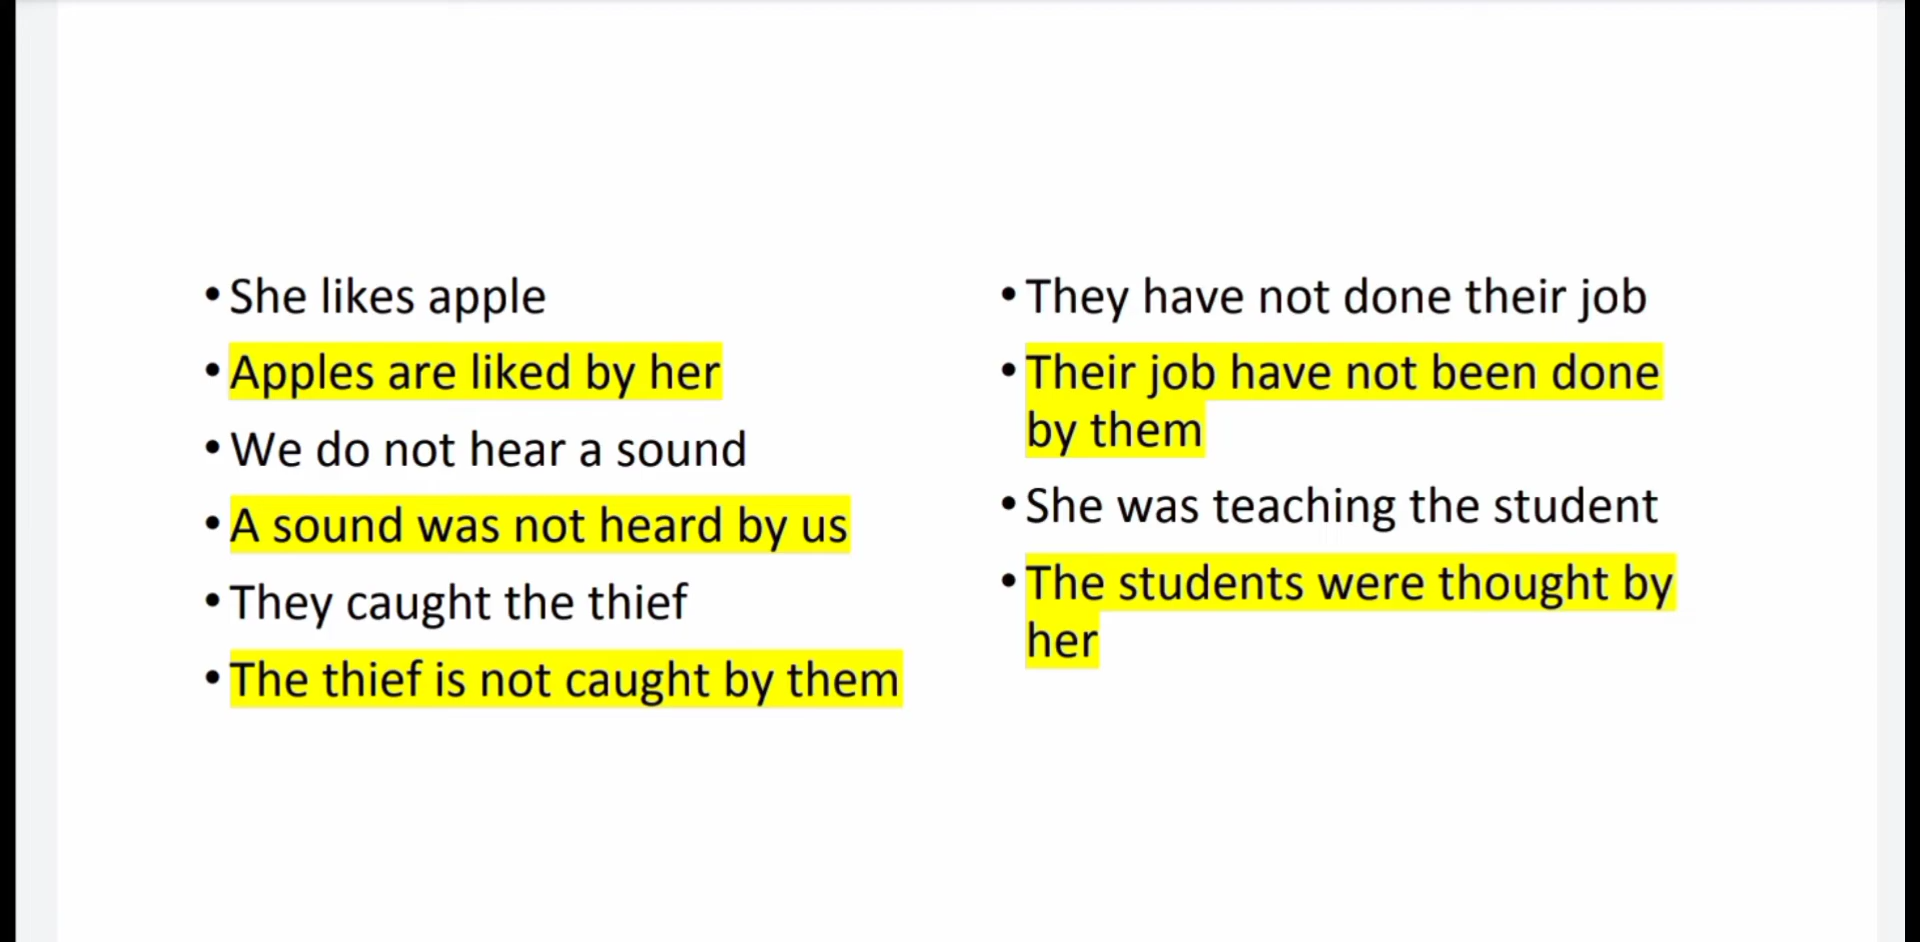 • She likes apple
• Apples are liked by her
• We do not hear a sound
• A sound was not heard by us
• They caught the thief
• The thief is not caught by them
• They have not done their job
• Their job have not been done
by them
• She was teaching the student
• The students were thought by
her